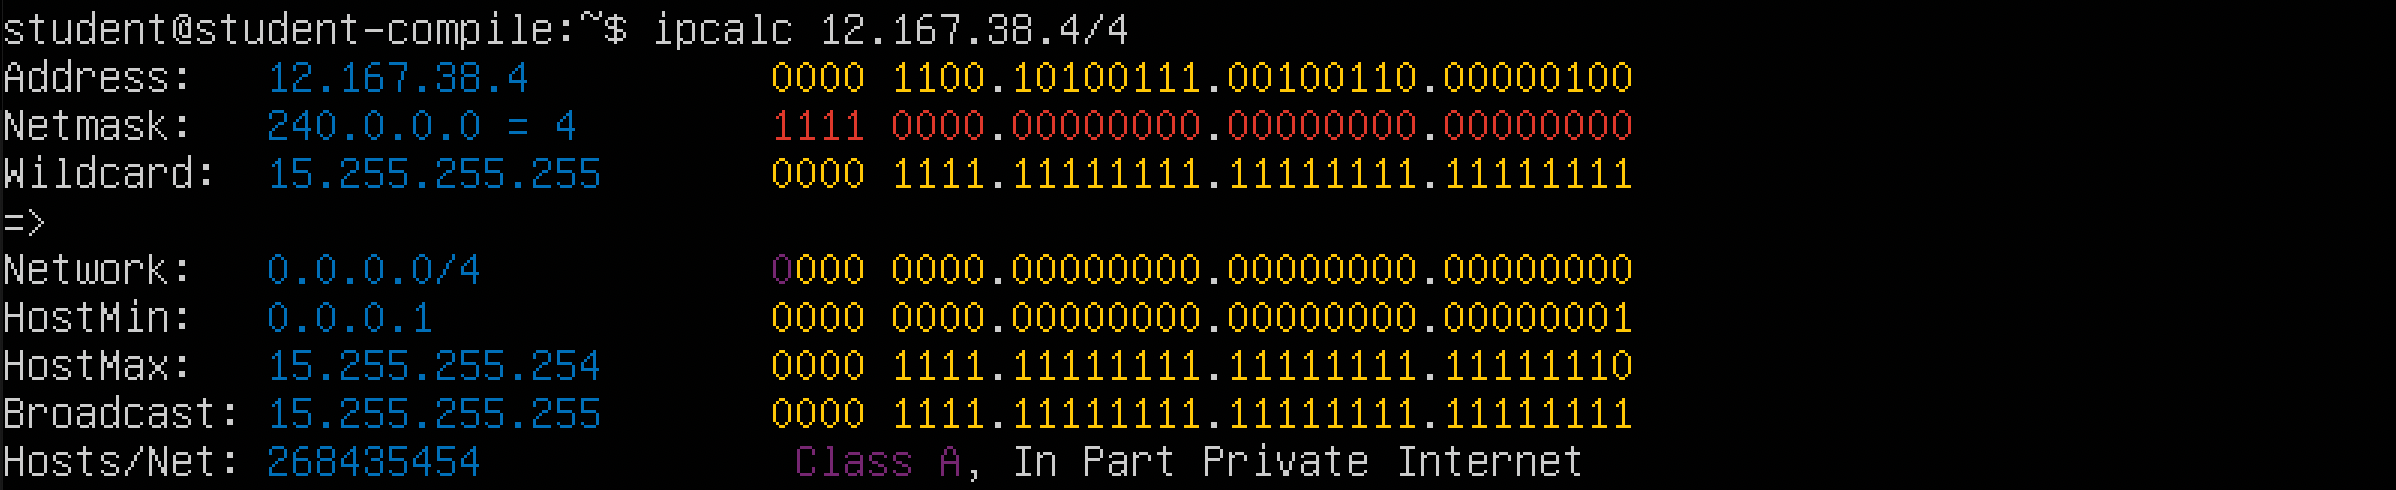 student@student-compile:~$ ipcalc 12.167.38.4/4
Address:   12.167.38.4          0000 1100.10100111.00100110.00000100
Netmask:   240.0.0.0 = 4        1111 0000.00000000.00000000.00000000
Wildcard:  15.255.255.255       0000 1111.11111111.11111111.11111111
=>
Network:   0.0.0.0/4            0000 0000.00000000.00000000.00000000
HostMin:   0.0.0.1              0000 0000.00000000.00000000.00000001
HostMax:   15.255.255.254       0000 1111.11111111.11111111.11111110
Broadcast: 15.255.255.255       0000 1111.11111111.11111111.11111111
Hosts/Net: 268435454             Class A, In Part Private Internet